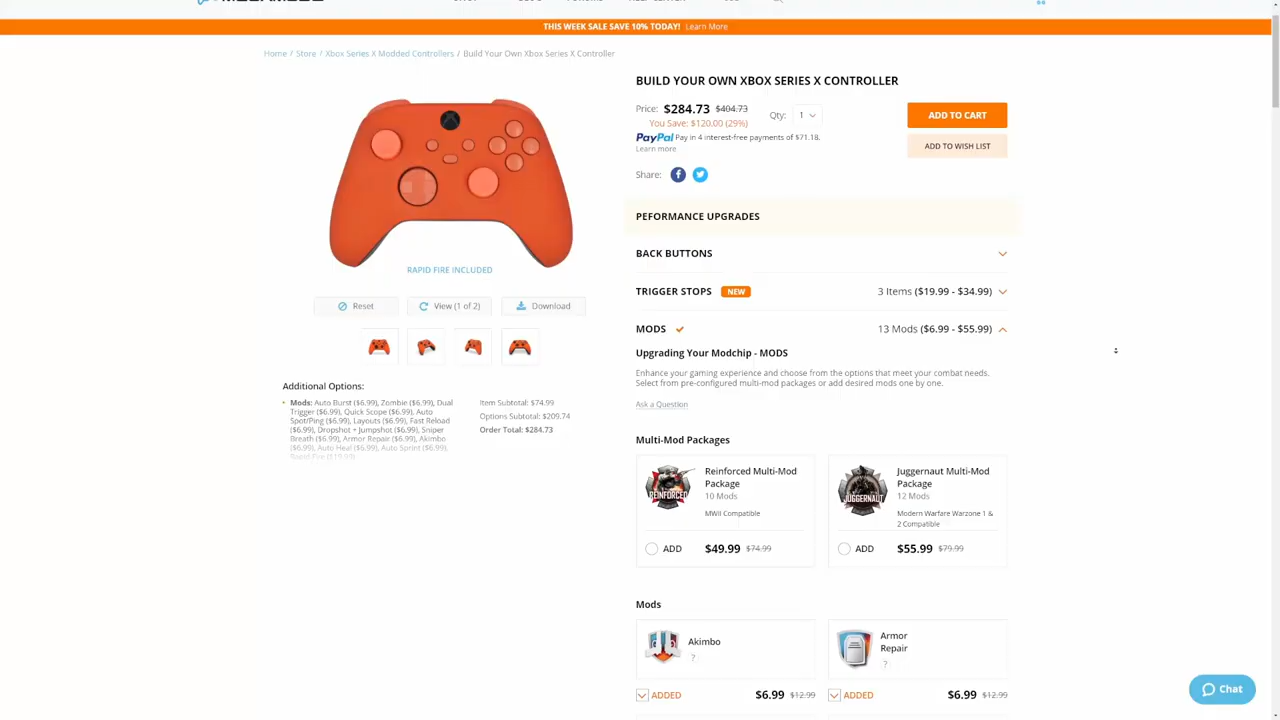 THIS WEEK SALE SAVE 10% TODAY! Learn More
Home / Store / Xbox Series X Modded Controllers / Build Your Own Xbox Series X Controller
BUILD YOUR OWN XBOX SERIES X CONTROLLER
Price: $284.73 $404.73
Qty: 1
ADD TO CART
You Save: $120.00 (29%)
PayPal Pay in 4 interest-free payments of $71.18.
Learn more
ADD TO WISH LIST
Share:
PEFORMANCE UPGRADES
BACK BUTTONS
RAPID FIRE INCLUDED
TRIGGER STOPS NEW 3 Items ($19.99 - $34.99)
Reset
View (1 of 2)
Download
MODS 13 Mods ($6.99 - $55.99)
Upgrading Your Modchip - MODS
Enhance your gaming experience and choose from the options that meet your combat needs.
Select from pre-configured multi-mod packages or add desired mods one by one.
Ask a Question
Additional Options:
Mods: Auto Burst ($6.99), Zombie ($6.99), Dual
Trigger ($6.99), Quick Scope ($6.99), Auto
Spot/Ping ($6.99), Layouts ($6.99), Fast Reload
($6.99), Dropshot + Jumpshot ($6.99), Sniper
Breath ($6.99), Armor Repair ($6.99), Akimbo
($6.99), Auto Heal ($6.99), Auto Sprint ($6.99),
Rapid Fire ($19.99)
Item Subtotal: $74.99
Options Subtotal: $209.74
Order Total: $284.73
Multi-Mod Packages
REINFORCED
Reinforced Multi-Mod
Package
10 Mods
MWII Compatible
ADD $49.99 $74.99
JUGGERNAUT
Juggernaut Multi-Mod
Package
12 Mods
Modern Warfare Warzone 1 &
2 Compatible
ADD $55.99 $79.99
Mods
Akimbo
?
ADDED $6.99 $12.99
Armor
Repair
?
ADDED $6.99 $12.99
Chat